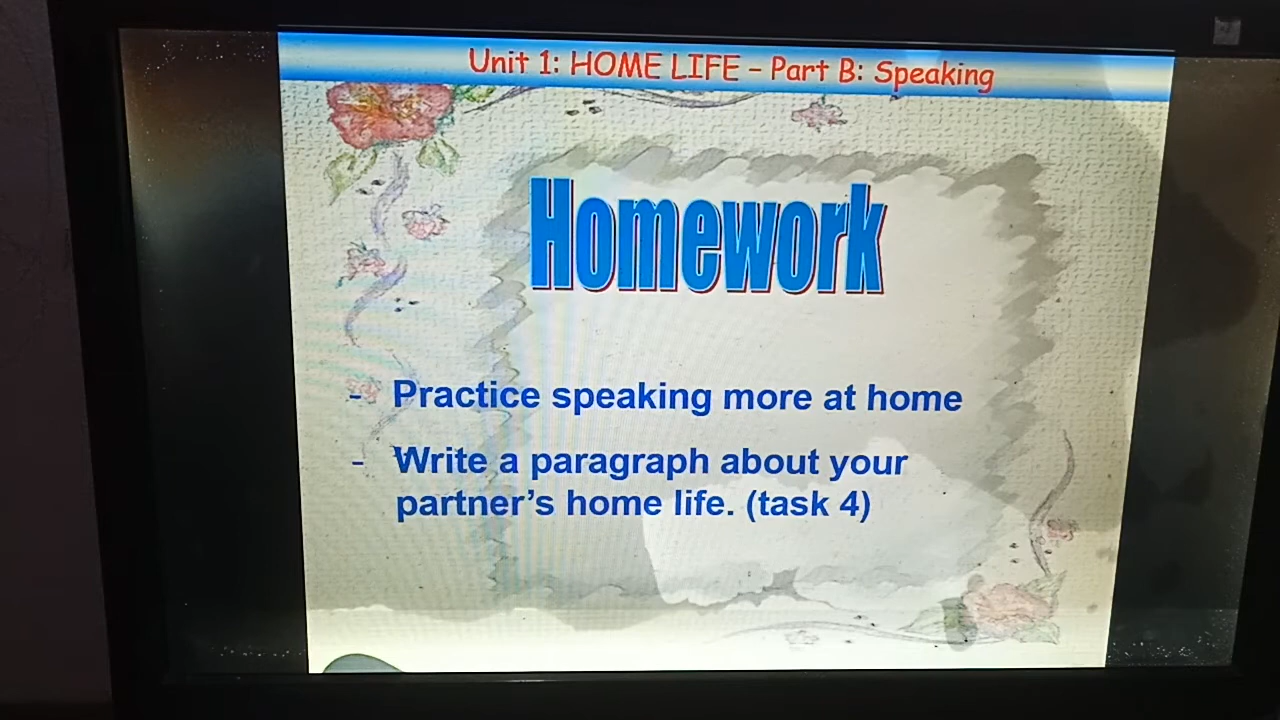 Unit 1: HOME LIFE – Part B: Speaking
Homework
- Practice speaking more at home
- Write a paragraph about your
partner's home life. (task 4)